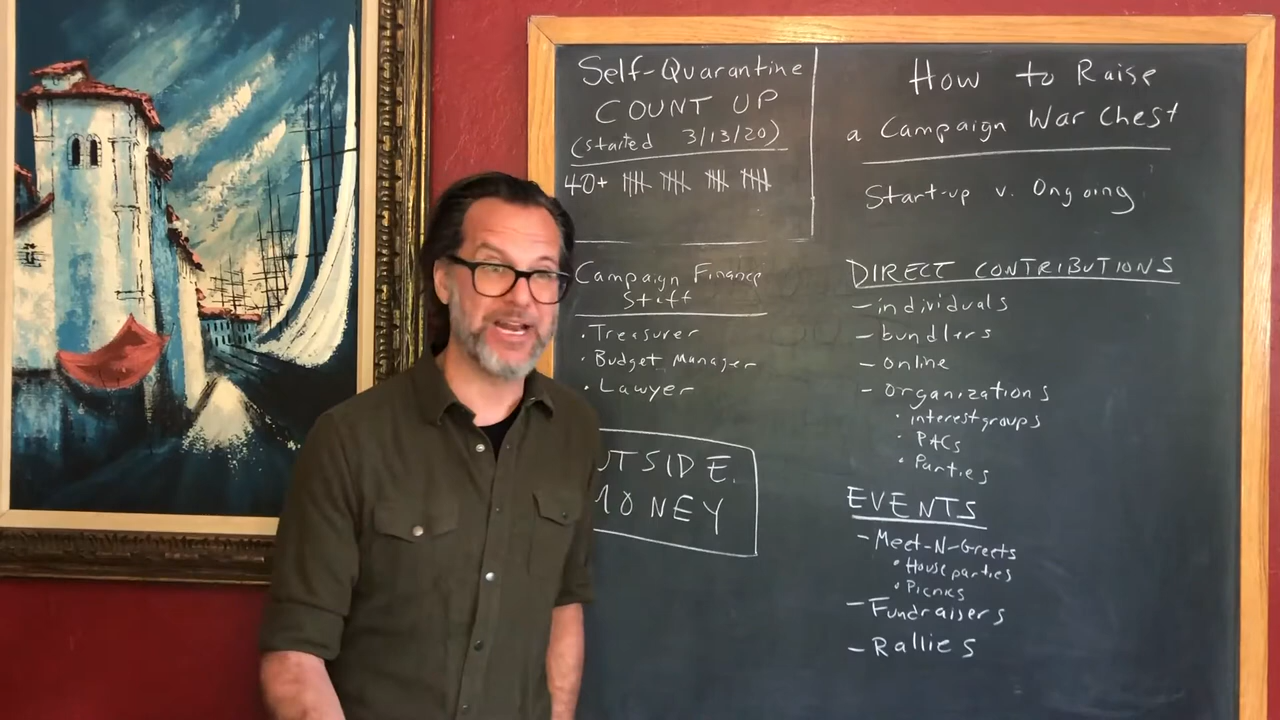 Self-Quarantine
COUNT UP
(started 3/13/20)
40+
Campaign Finance
Staff
· Treasurer
· Budget Manager
· Lawyer
UTSIDE
MONEY
How to Raise
a Campaign War Chest
Start-up v. Ongoing
DIRECT CONTRIBUTIONS
- individuals
- bundlers
- online
- organizations
· interest groups
· PACs
· Parties
EVENTS
- Meet-N-Greets
· House parties
· Picnics
- Fundraisers
- Rallies